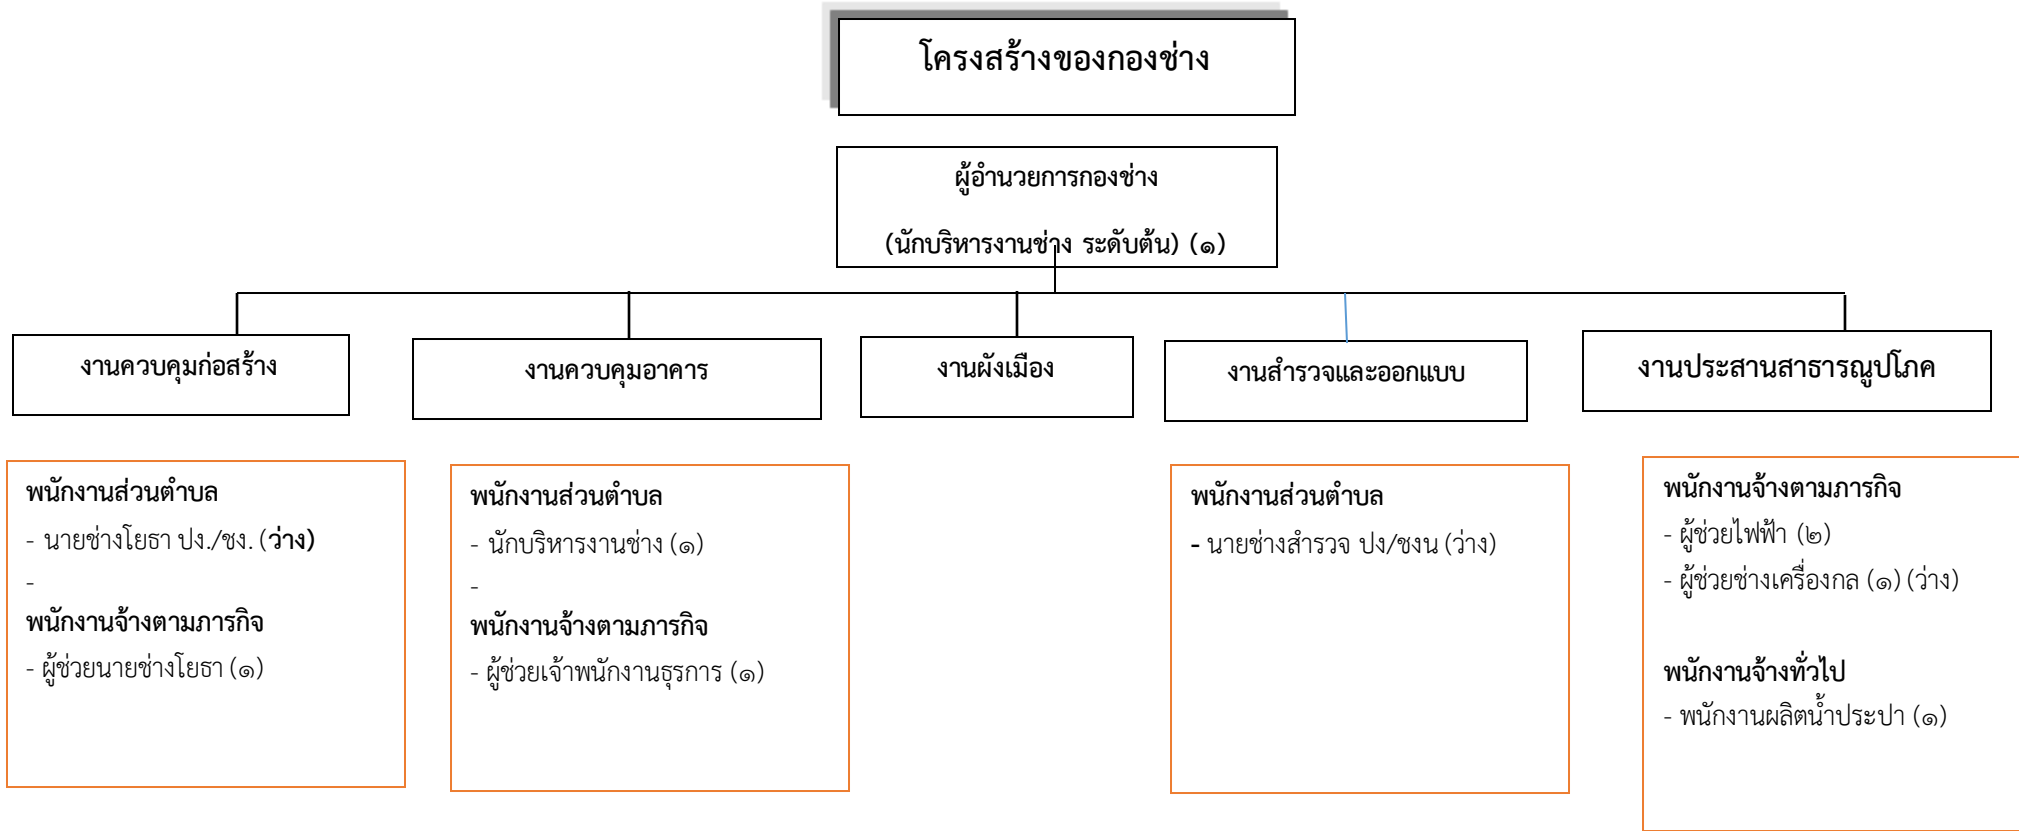 โครงสร้างของกองช่าง
ผู้อำนวยการกองช่าง
(นักบริหารงานช่าง ระดับต้น) (๑)
งานควบคุมก่อสร้าง
งานควบคุมอาคาร
งานผังเมือง
งานสำรวจและออกแบบ
งานประสานสาธารณูปโภค
พนักงานส่วนตำบล
- นายช่างโยธา ปง./ชง. (ว่าง)
-
พนักงานจ้างตามภารกิจ
- ผู้ช่วยนายช่างโยธา (๑)
พนักงานส่วนตำบล
- นักบริหารงานช่าง (๑)
-
พนักงานจ้างตามภารกิจ
- ผู้ช่วยเจ้าพนักงานธุรการ (๑)
พนักงานส่วนตำบล
- นายช่างสำรวจ ปง/ชงน (ว่าง)
พนักงานจ้างตามภารกิจ
- ผู้ช่วยไฟฟ้า (๒)
- ผู้ช่วยช่างเครื่องกล (๑) (ว่าง)
พนักงานจ้างทั่วไป
- พนักงานผลิตน้ำประปา (๑)